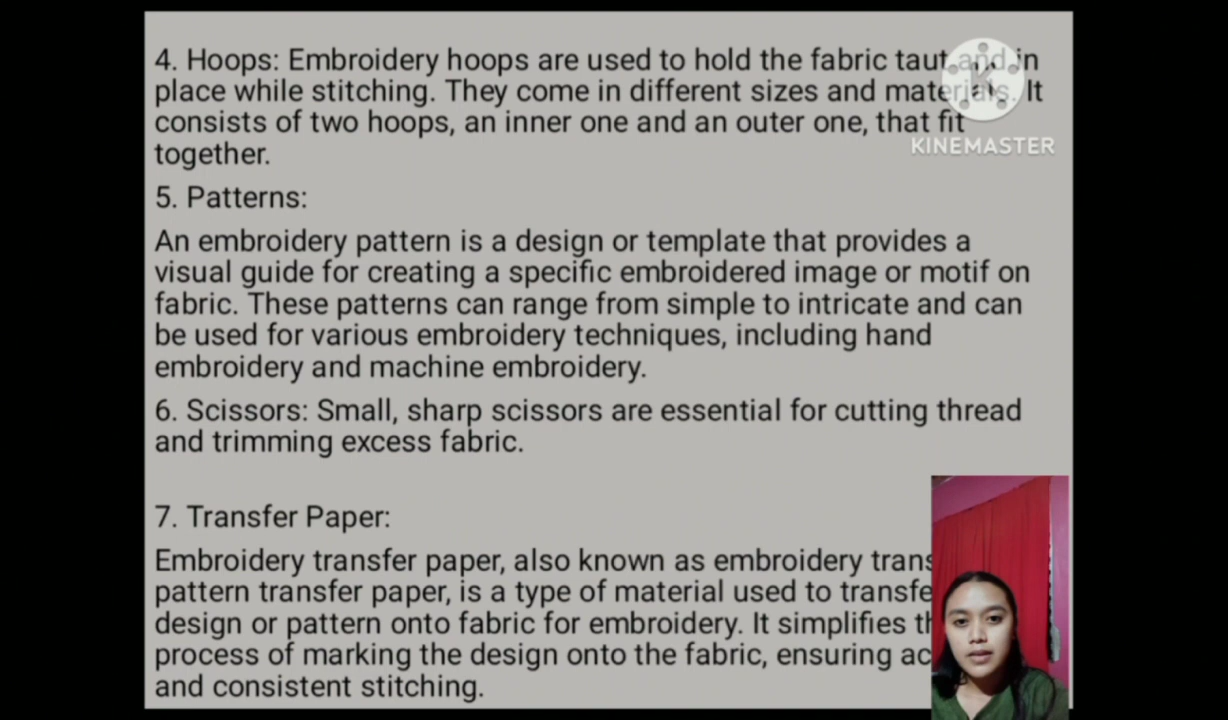 4. Hoops: Embroidery hoops are used to hold the fabric taut and in
place while stitching. They come in different sizes and materials. It
consists of two hoops, an inner one and an outer one, that fit
together.
KINEMASTER
5. Patterns:
An embroidery pattern is a design or template that provides a
visual guide for creating a specific embroidered image or motif on
fabric. These patterns can range from simple to intricate and can
be used for various embroidery techniques, including hand
embroidery and machine embroidery.
6. Scissors: Small, sharp scissors are essential for cutting thread
and trimming excess fabric.
7. Transfer Paper:
Embroidery transfer paper, also known as embroidery
pattern transfer paper, is a type of material used to
design or pattern onto fabric for embroidery. It simplifies
process of marking the design onto the fabric, ensuring
and consistent stitching.